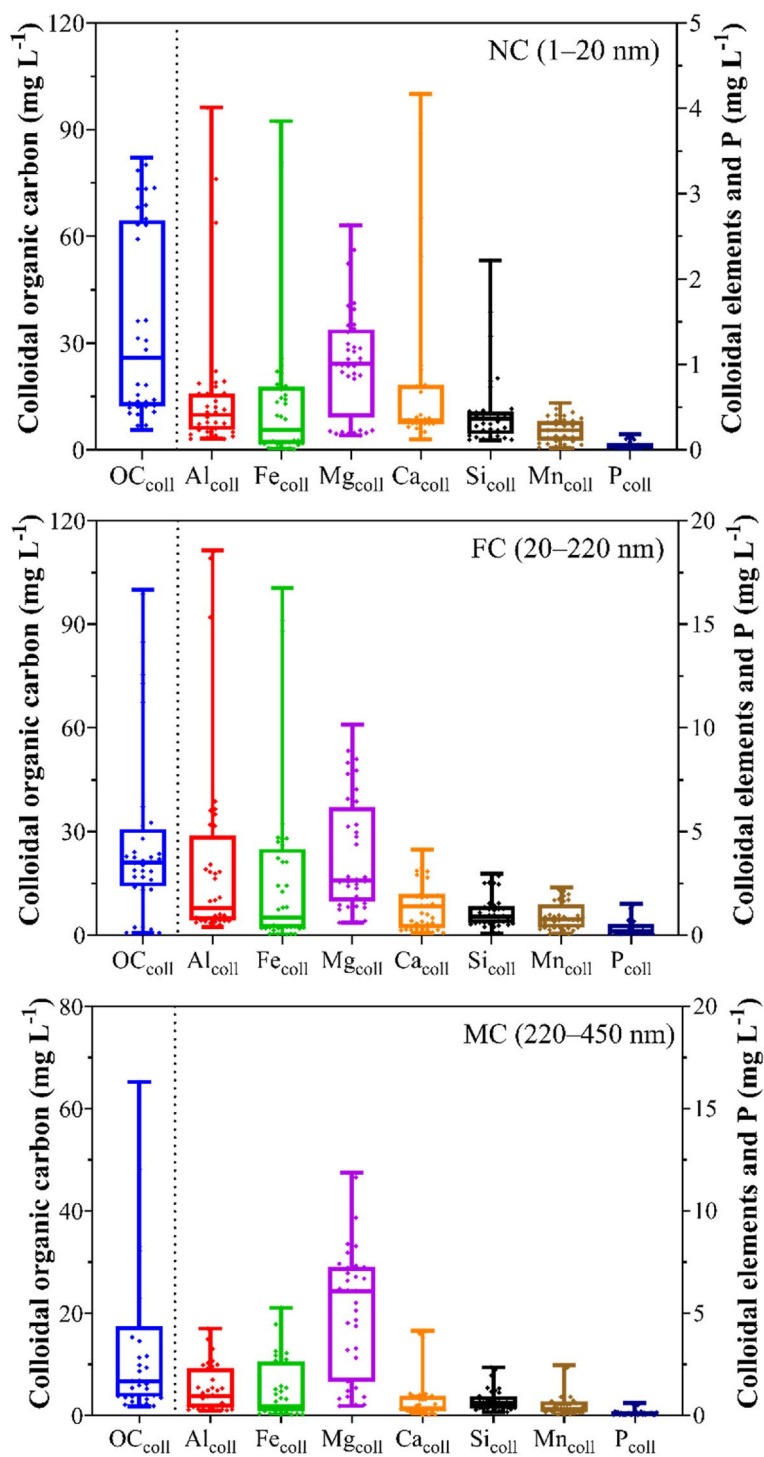 NC (1–20 nm)
Colloidal organic carbon (mg L⁻¹)
120
90
60
30
0
5
4
3
2
1
0
Colloidal elements and P (mg L⁻¹)
OCcoll Alcoll Fecoll Mgcoll Cacoll Sicoll Mncoll Pcoll
FC (20–220 nm)
Colloidal organic carbon (mg L⁻¹)
120
90
60
30
0
20
15
10
5
0
Colloidal elements and P (mg L⁻¹)
OCcoll Alcoll Fecoll Mgcoll Cacoll Sicoll Mncoll Pcoll
MC (220–450 nm)
Colloidal organic carbon (mg L⁻¹)
80
60
40
20
0
20
15
10
5
0
Colloidal elements and P (mg L⁻¹)
OCcoll Alcoll Fecoll Mgcoll Cacoll Sicoll Mncoll Pcoll